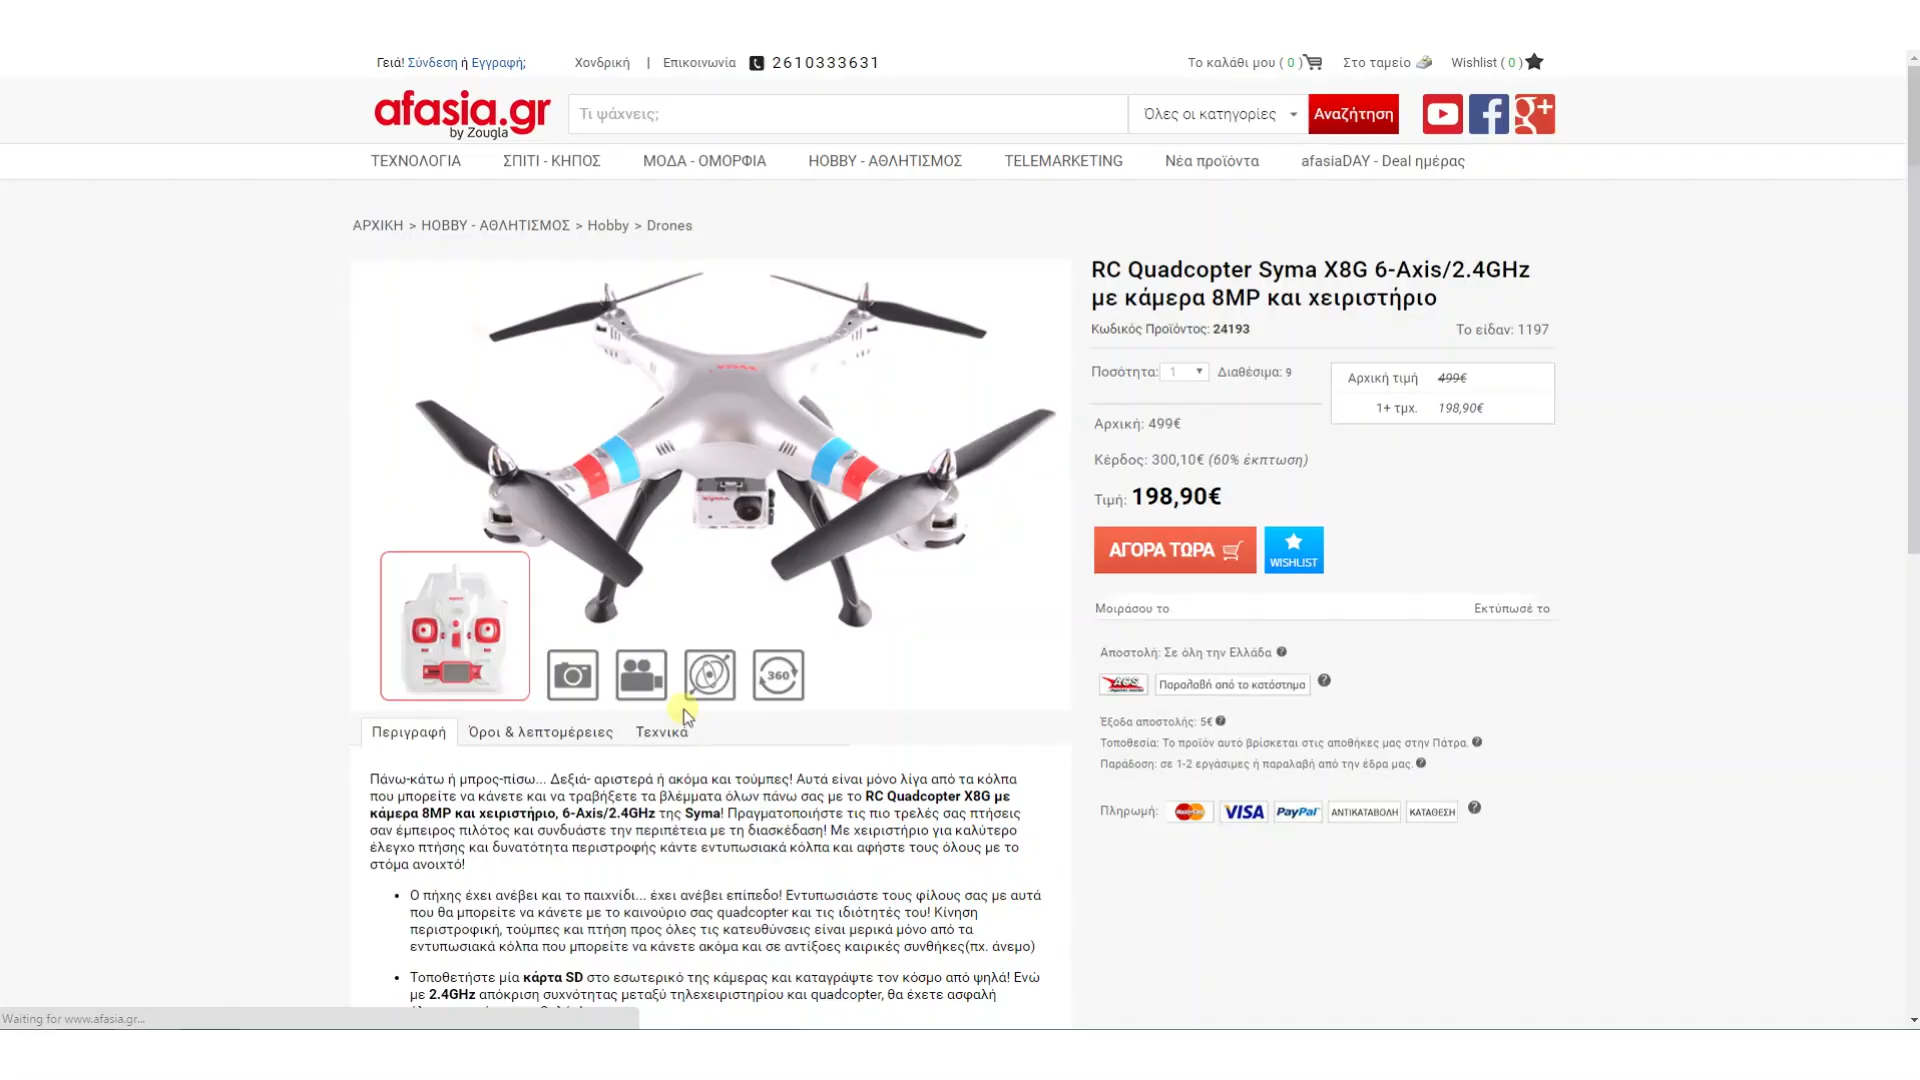 Γειά! Σύνδεση ή Εγγραφή;
Χονδρική | Επικοινωνία 2610333631
Το καλάθι μου ( 0 )
Στο ταμείο
Wishlist ( 0 )
afasia.gr
by Zougla
Τι ψάχνεις;
Όλες οι κατηγορίες
Αναζήτηση
ΤΕΧΝΟΛΟΓΙΑ ΣΠΙΤΙ - ΚΗΠΟΣ ΜΟΔΑ - ΟΜΟΡΦΙΑ HOBBY - ΑΘΛΗΤΙΣΜΟΣ TELEMARKETING Νέα προϊόντα afasiaDAY - Deal ημέρας
ΑΡΧΙΚΗ > HOBBY - ΑΘΛΗΤΙΣΜΟΣ > Hobby > Drones
RC Quadcopter Syma X8G 6-Axis/2.4GHz
με κάμερα 8MP και χειριστήριο
Κωδικός Προϊόντος: 24193
Το είδαν: 1197
Ποσότητα: 1 Διαθέσιμα: 9
Αρχική τιμή 499€
1+ τμχ. 198,90€
Αρχική: 499€
Κέρδος: 300,10€ (60% έκπτωση)
Τιμή: 198,90€
ΑΓΟΡΑ ΤΩΡΑ
WISHLIST
Μοιράσου το
Εκτύπωσέ το
Αποστολή: Σε όλη την Ελλάδα
ACS
Παραλαβή από το κατάστημα
Έξοδα αποστολής: 5€
Τοποθεσία: Το προϊόν αυτό βρίσκεται στις αποθήκες μας στην Πάτρα.
Παράδοση: σε 1-2 εργάσιμες ή παραλαβή από την έδρα μας.
Πληρωμή: MasterCard VISA PayPal ΑΝΤΙΚΑΤΑΒΟΛΗ ΚΑΤΑΘΕΣΗ
360
Περιγραφή Όροι & λεπτομέρειες Τεχνικά
Πάνω-κάτω ή μπρος-πίσω... Δεξιά- αριστερά ή ακόμα και τούμπες! Αυτά είναι μόνο λίγα από τα κόλπα
που μπορείτε να κάνετε και να τραβήξετε τα βλέμματα όλων πάνω σας με το RC Quadcopter X8G με
κάμερα 8MP και χειριστήριο, 6-Axis/2.4GHz της Syma! Πραγματοποιήστε τις πιο τρελές σας πτήσεις
σαν έμπειρος πιλότος και συνδυάστε την περιπέτεια με τη διασκέδαση! Με χειριστήριο για καλύτερο
έλεγχο πτήσης και δυνατότητα περιστροφής κάντε εντυπωσιακά κόλπα και αφήστε τους όλους με το
στόμα ανοιχτό!
• Ο πήχης έχει ανέβει και το παιχνίδι... έχει ανέβει επίπεδο! Εντυπωσιάστε τους φίλους σας με αυτά
που θα μπορείτε να κάνετε με το καινούριο σας quadcopter και τις ιδιότητές του! Κίνηση
περιστροφική, τούμπες και πτήση προς όλες τις κατευθύνσεις είναι μερικά μόνο από τα
εντυπωσιακά κόλπα που μπορείτε να κάνετε ακόμα και σε αντίξοες καιρικές συνθήκες(πχ. άνεμο)
• Τοποθετήστε μία κάρτα SD στο εσωτερικό της κάμερας και καταγράψτε τον κόσμο από ψηλά! Ενώ
με 2.4GHz απόκριση συχνότητας μεταξύ τηλεχειριστηρίου και quadcopter, θα έχετε ασφαλή
Waiting for www.afasia.gr...